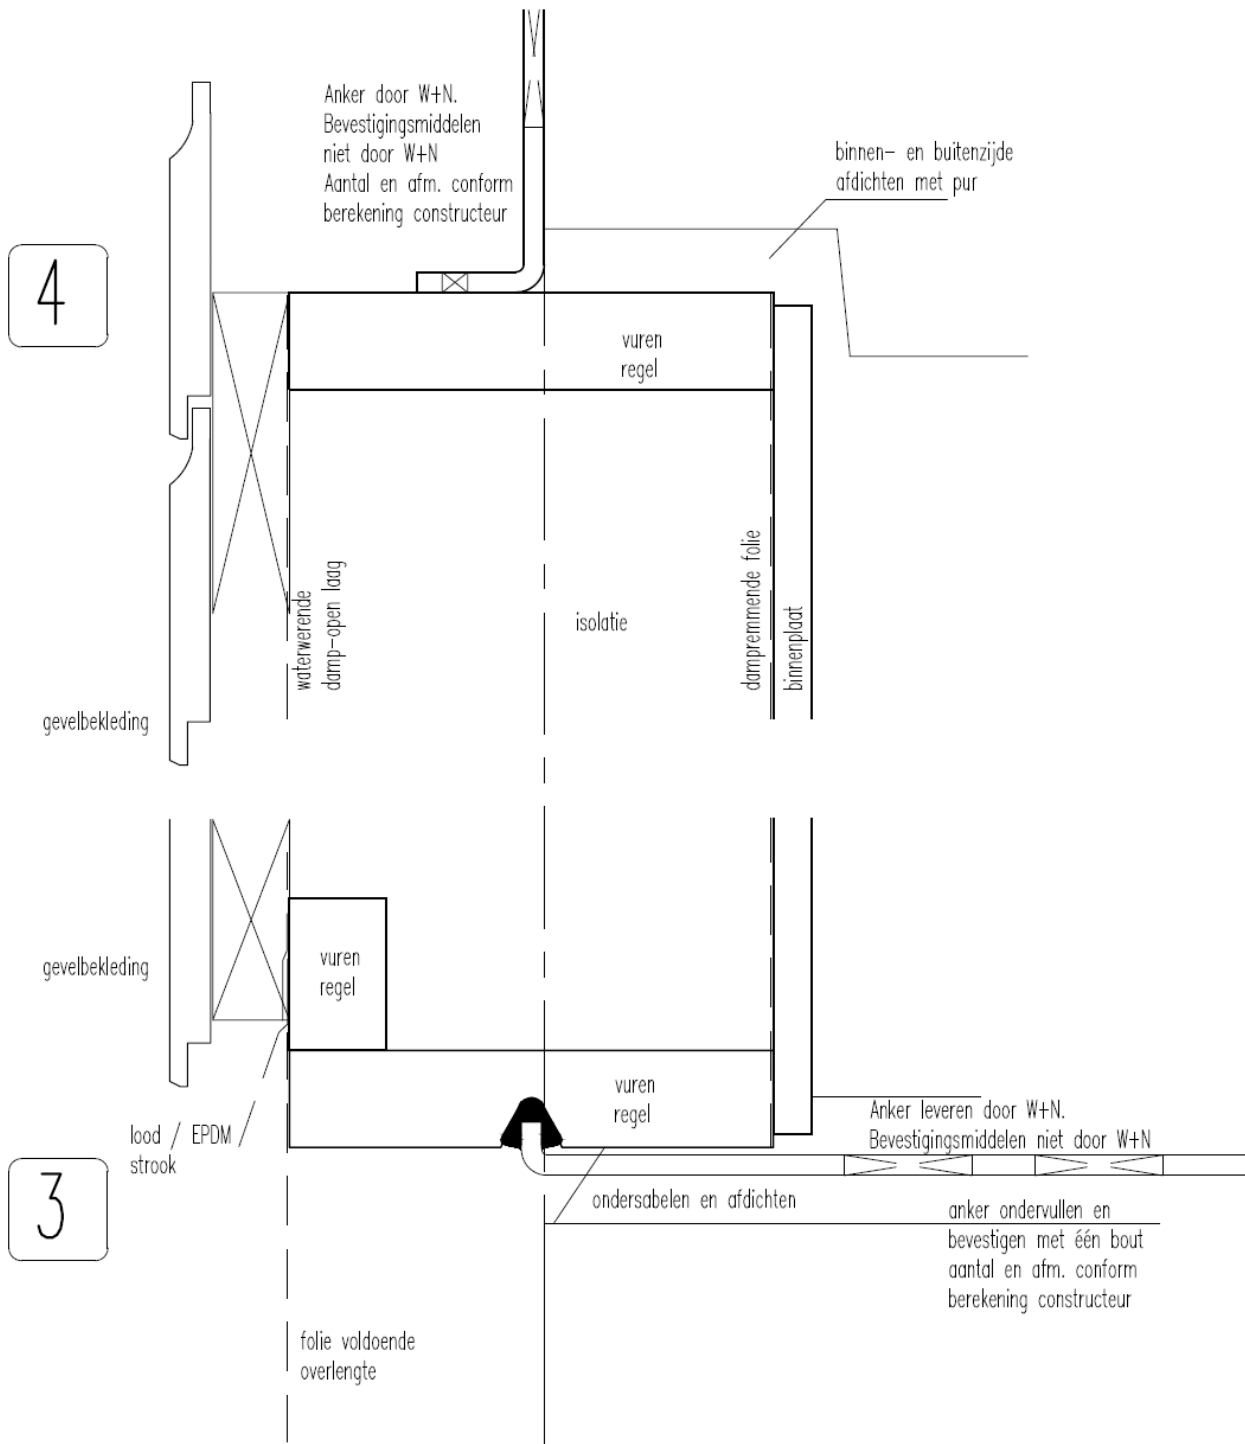 Anker door W+N.
Bevestigingsmiddelen
niet door W+N
Aantal en afm. conform
berekening constructeur
binnen- en buitenzijde
afdichten met pur
4
vuren
regel
waterwerende
damp-open laag
isolatie
dampremmende folie
binnenplaat
gevelbekleding
gevelbekleding
vuren
regel
vuren
regel
lood / EPDM
strook
Anker leveren door W+N.
Bevestigingsmiddelen niet door W+N
3
ondersabelen en afdichten
anker ondervullen en
bevestigen met één bout
aantal en afm. conform
berekening constructeur
folie voldoende
overlengte